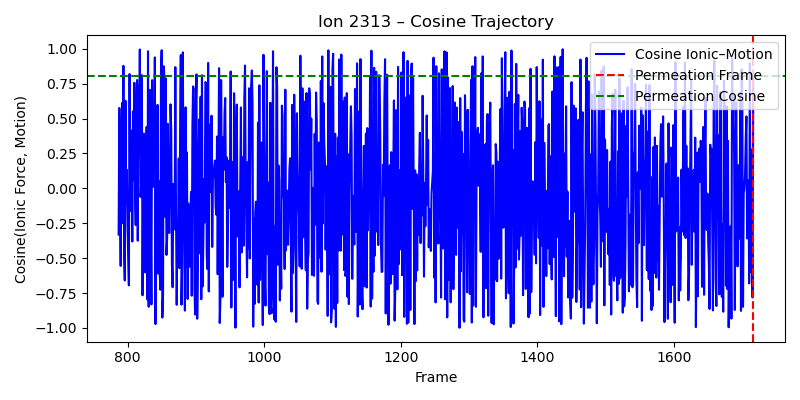 Ion 2313 – Cosine Trajectory
Cosine Ionic–Motion
Permeation Frame
Permeation Cosine
Cosine(Ionic Force, Motion)
1.00
0.75
0.50
0.25
0.00
−0.25
−0.50
−0.75
−1.00
800 1000 1200 1400 1600
Frame